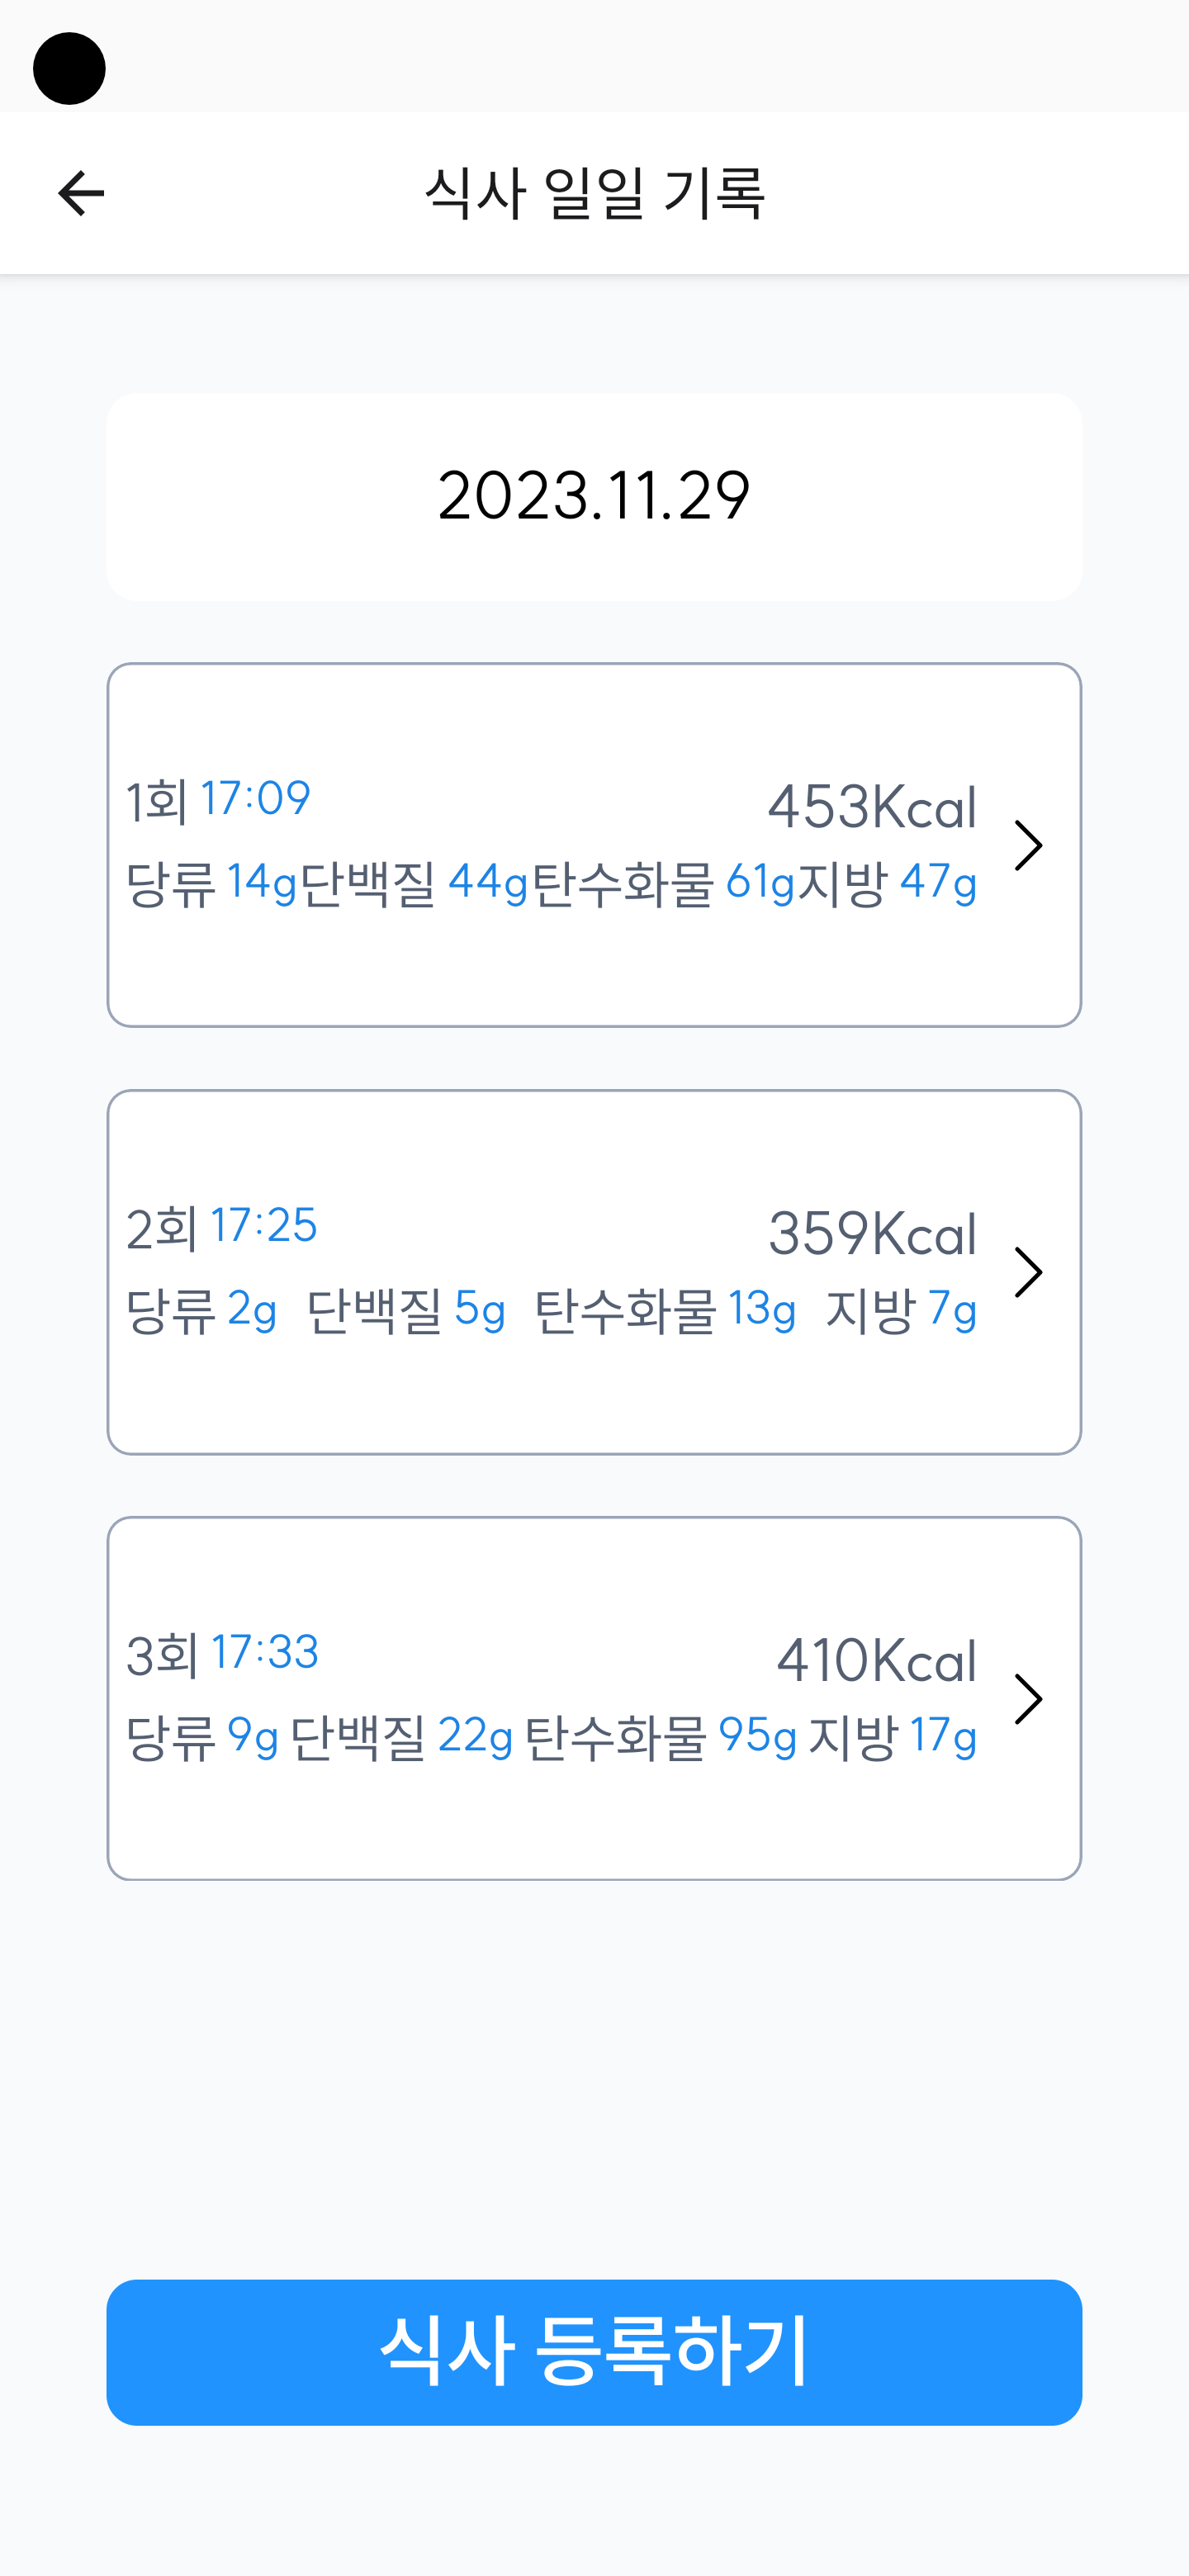 식사 일일 기록
2023.11.29
1회 17:09 453Kcal
당류 14g단백질 44g탄수화물 61g지방 47g
2회 17:25 359Kcal
당류 2g 단백질 5g 탄수화물 13g 지방 7g
3회 17:33 410Kcal
당류 9g 단백질 22g 탄수화물 95g 지방 17g
식사 등록하기